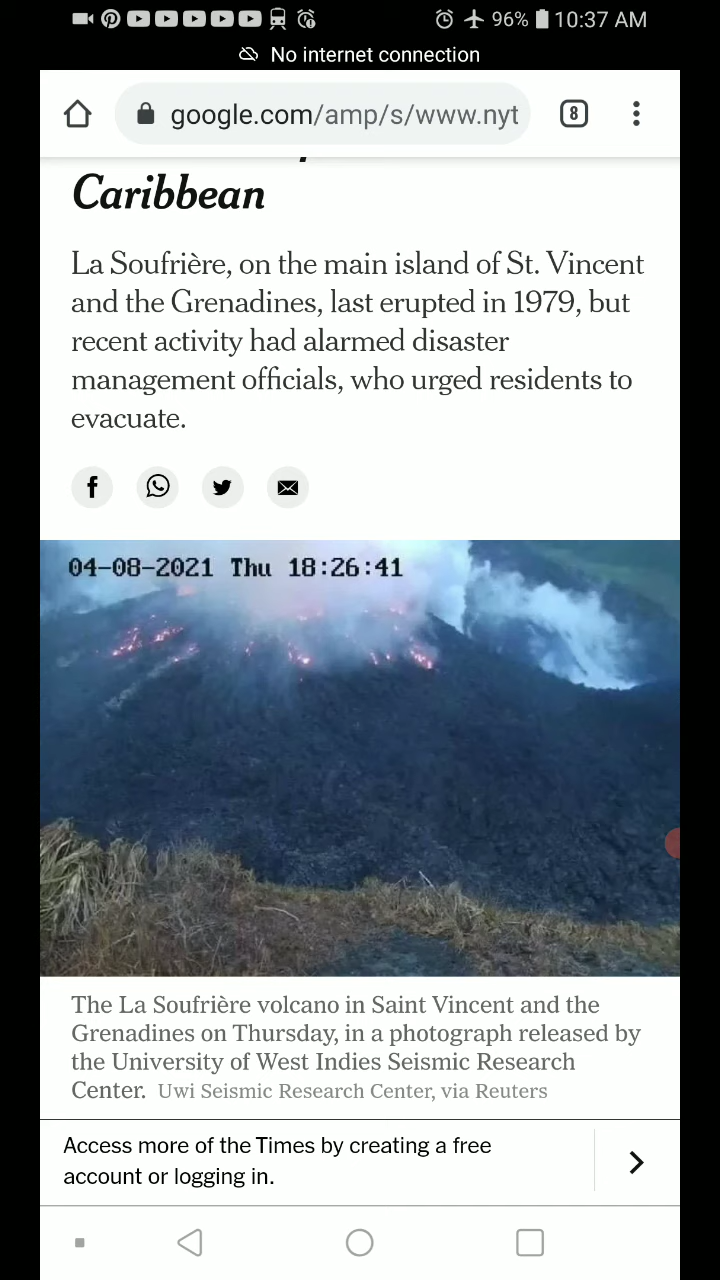 96% 10:37 AM
No internet connection
google.com/amp/s/www.nyt
8
Caribbean
La Soufrière, on the main island of St. Vincent
and the Grenadines, last erupted in 1979, but
recent activity had alarmed disaster
management officials, who urged residents to
evacuate.
04-08-2021 Thu 18:26:41
The La Soufrière volcano in Saint Vincent and the
Grenadines on Thursday, in a photograph released by
the University of West Indies Seismic Research
Center. Uwi Seismic Research Center, via Reuters
Access more of the Times by creating a free
account or logging in.